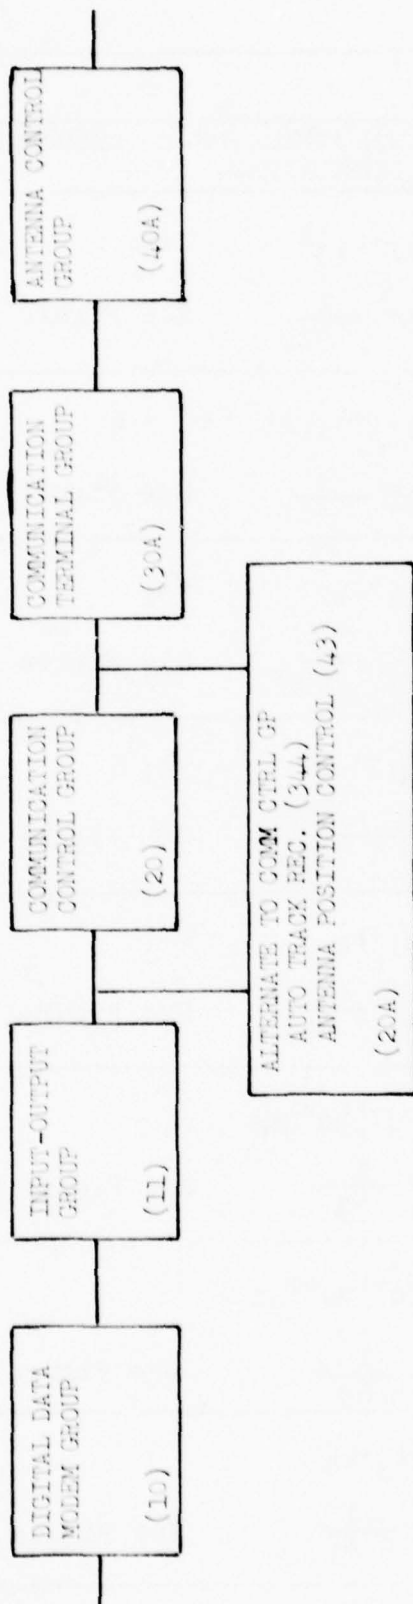 DIGITAL DATA
MODEM GROUP
(10)
INPUT-OUTPUT
GROUP
(11)
COMMUNICATION
CONTROL GROUP
(20)
COMMUNICATION
TERMINAL GROUP
(30A)
ANTENNA CONTROL
GROUP
(40A)
ALTERNATE TO COMM CTRL GP
AUTO TRACK REC. (344)
ANTENNA POSITION CONTROL (43)
(20A)